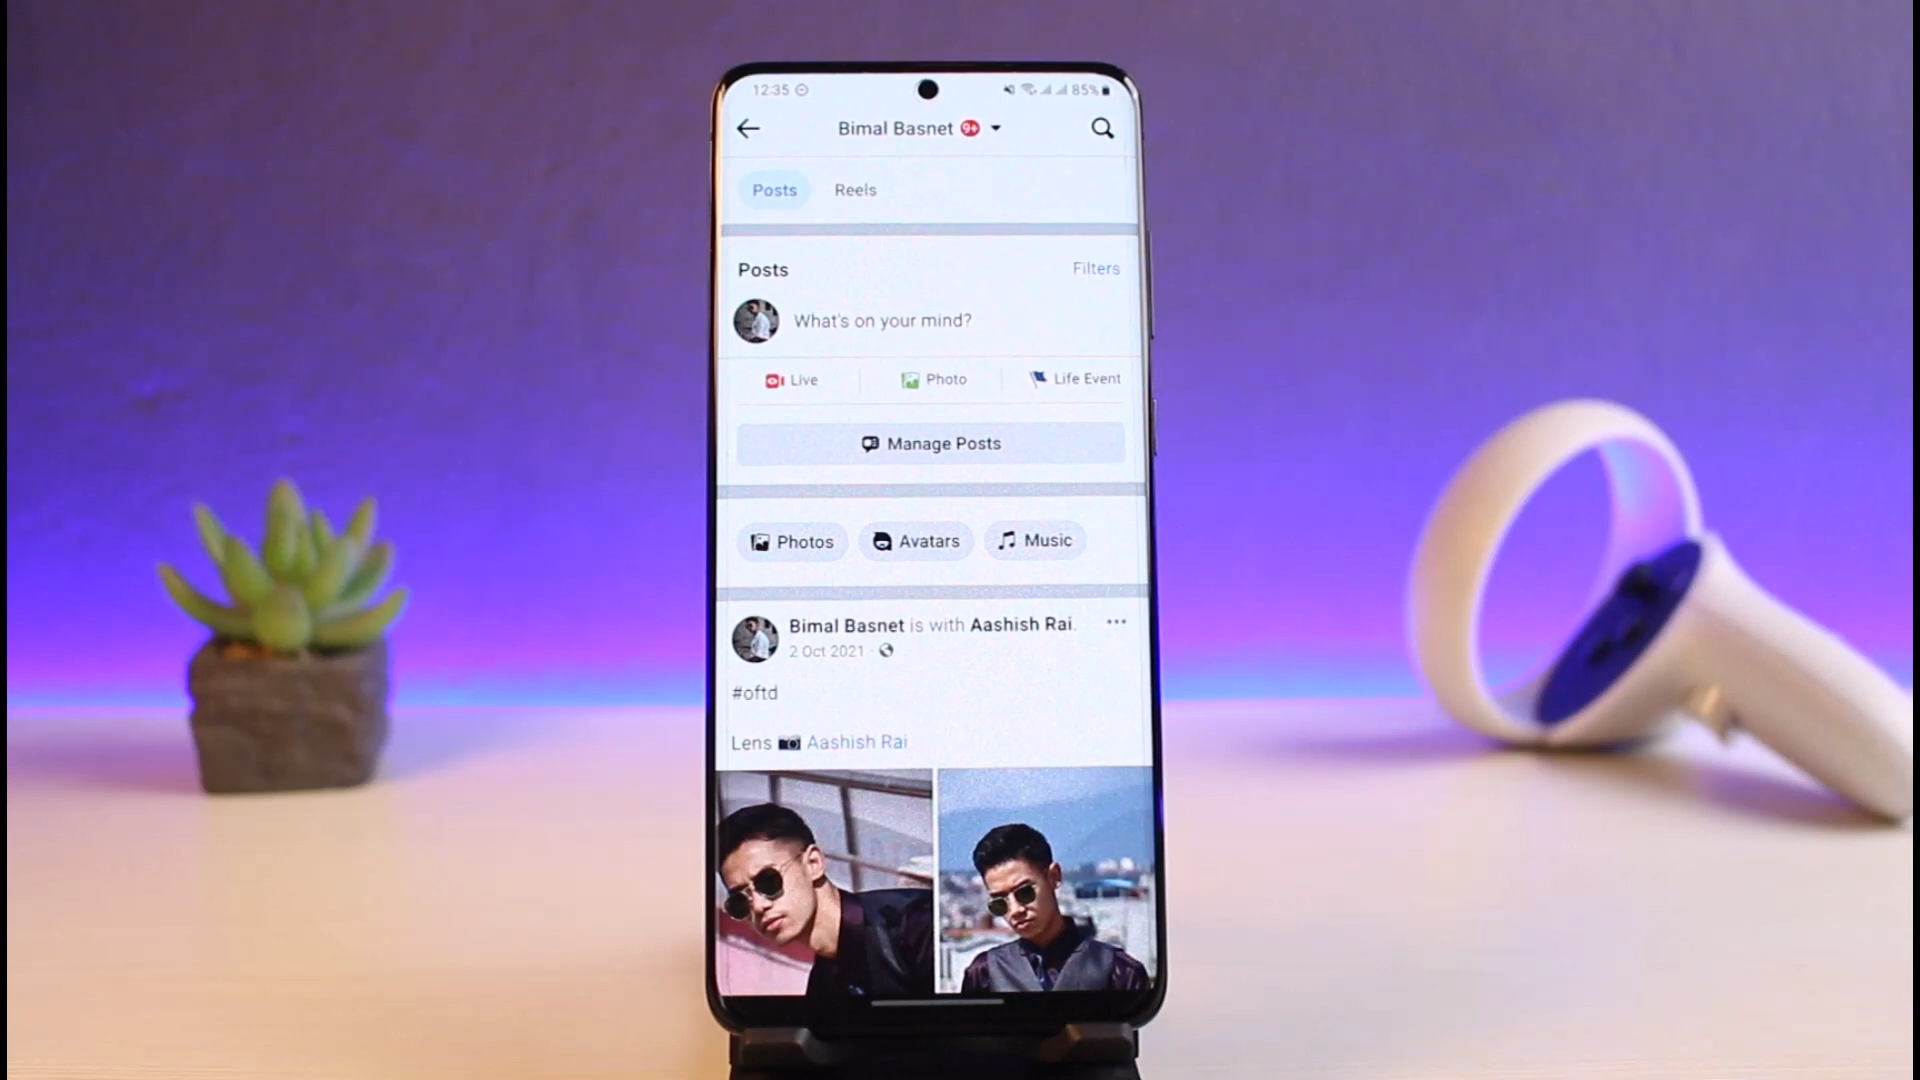 12:35 85%
Bimal Basnet 9+
Posts Reels
Posts Filters
What's on your mind?
Live Photo Life Event
Manage Posts
Photos Avatars Music
Bimal Basnet is with Aashish Rai.
2 Oct 2021 ·
#oftd
Lens 📷 Aashish Rai